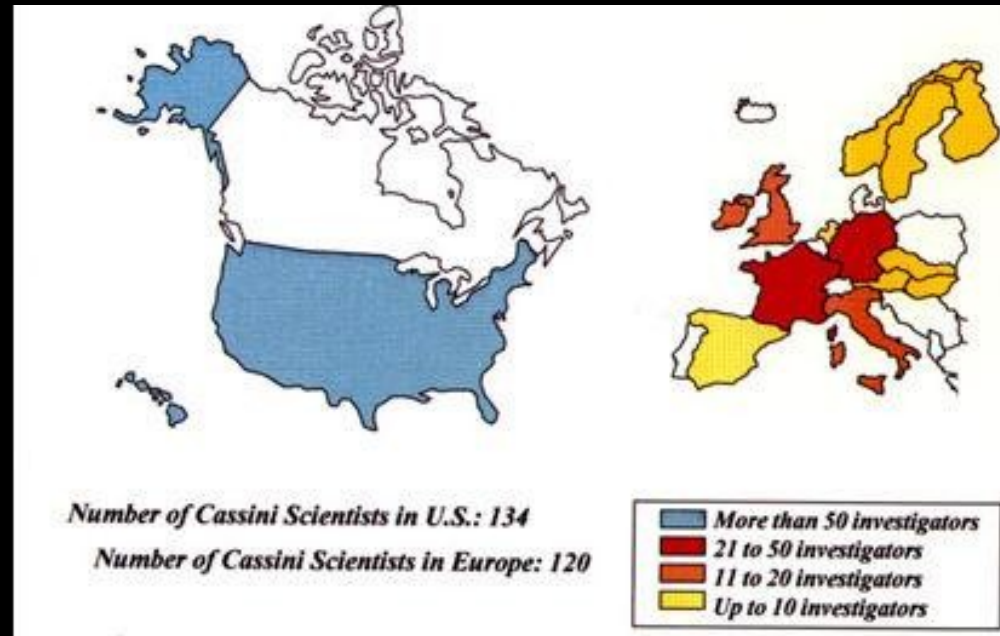 Number of Cassini Scientists in U.S.: 134
Number of Cassini Scientists in Europe: 120
More than 50 investigators
21 to 50 investigators
11 to 20 investigators
Up to 10 investigators